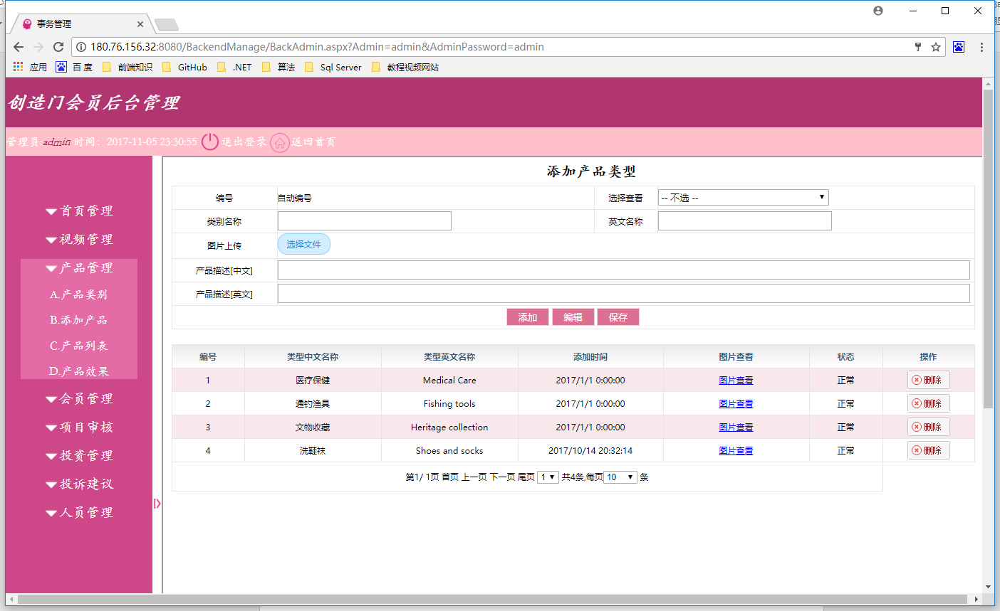 事务管理
180.76.156.32:8080/BackendManage/BackAdmin.aspx?Admin=admin&AdminPassword=admin
应用 百度 前端知识 GitHub .NET 算法 Sql Server 教程视频网站
创造门会员后台管理
管理员 admin 时间：2017-11-05 23:30:55 退出登录 返回首页
首页管理
视频管理
产品管理
A.产品类别
B.添加产品
C.产品列表
D.产品效果
会员管理
项目审核
投资管理
投诉建议
人员管理
添加产品类型
编号 自动编号 选择查看 -- 不选 --
类别名称 英文名称
图片上传 选择文件
产品描述[中文]
产品描述[英文]
添加 编辑 保存
编号 类型中文名称 类型英文名称 添加时间 图片查看 状态 操作
1 医疗保健 Medical Care 2017/1/1 0:00:00 图片查看 正常 删除
2 通钓渔具 Fishing tools 2017/1/1 0:00:00 图片查看 正常 删除
3 文物收藏 Heritage collection 2017/1/1 0:00:00 图片查看 正常 删除
4 洗鞋袜 Shoes and socks 2017/10/14 20:32:14 图片查看 正常 删除
第1/ 1页 首页 上一页 下一页 尾页 1 共4条,每页 10 条